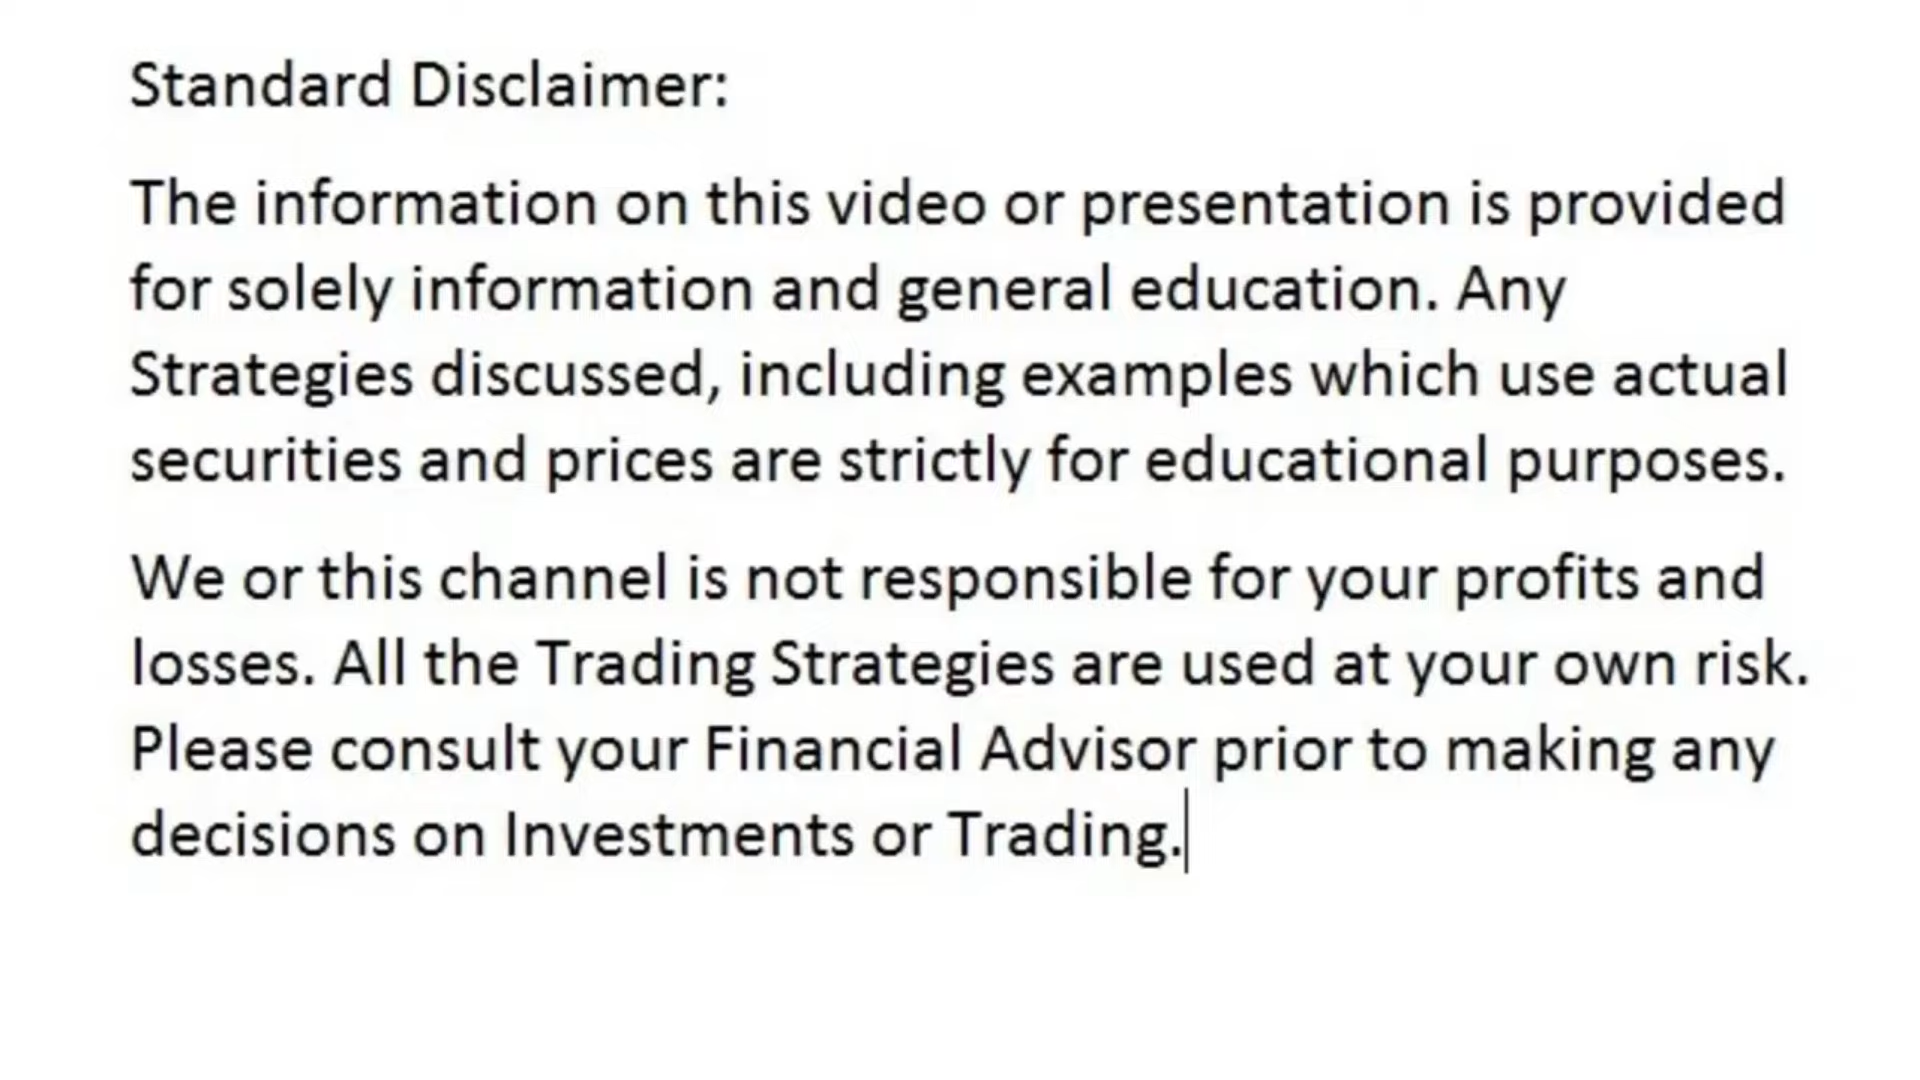 Standard Disclaimer:
The information on this video or presentation is provided
for solely information and general education. Any
Strategies discussed, including examples which use actual
securities and prices are strictly for educational purposes.
We or this channel is not responsible for your profits and
losses. All the Trading Strategies are used at your own risk.
Please consult your Financial Advisor prior to making any
decisions on Investments or Trading.